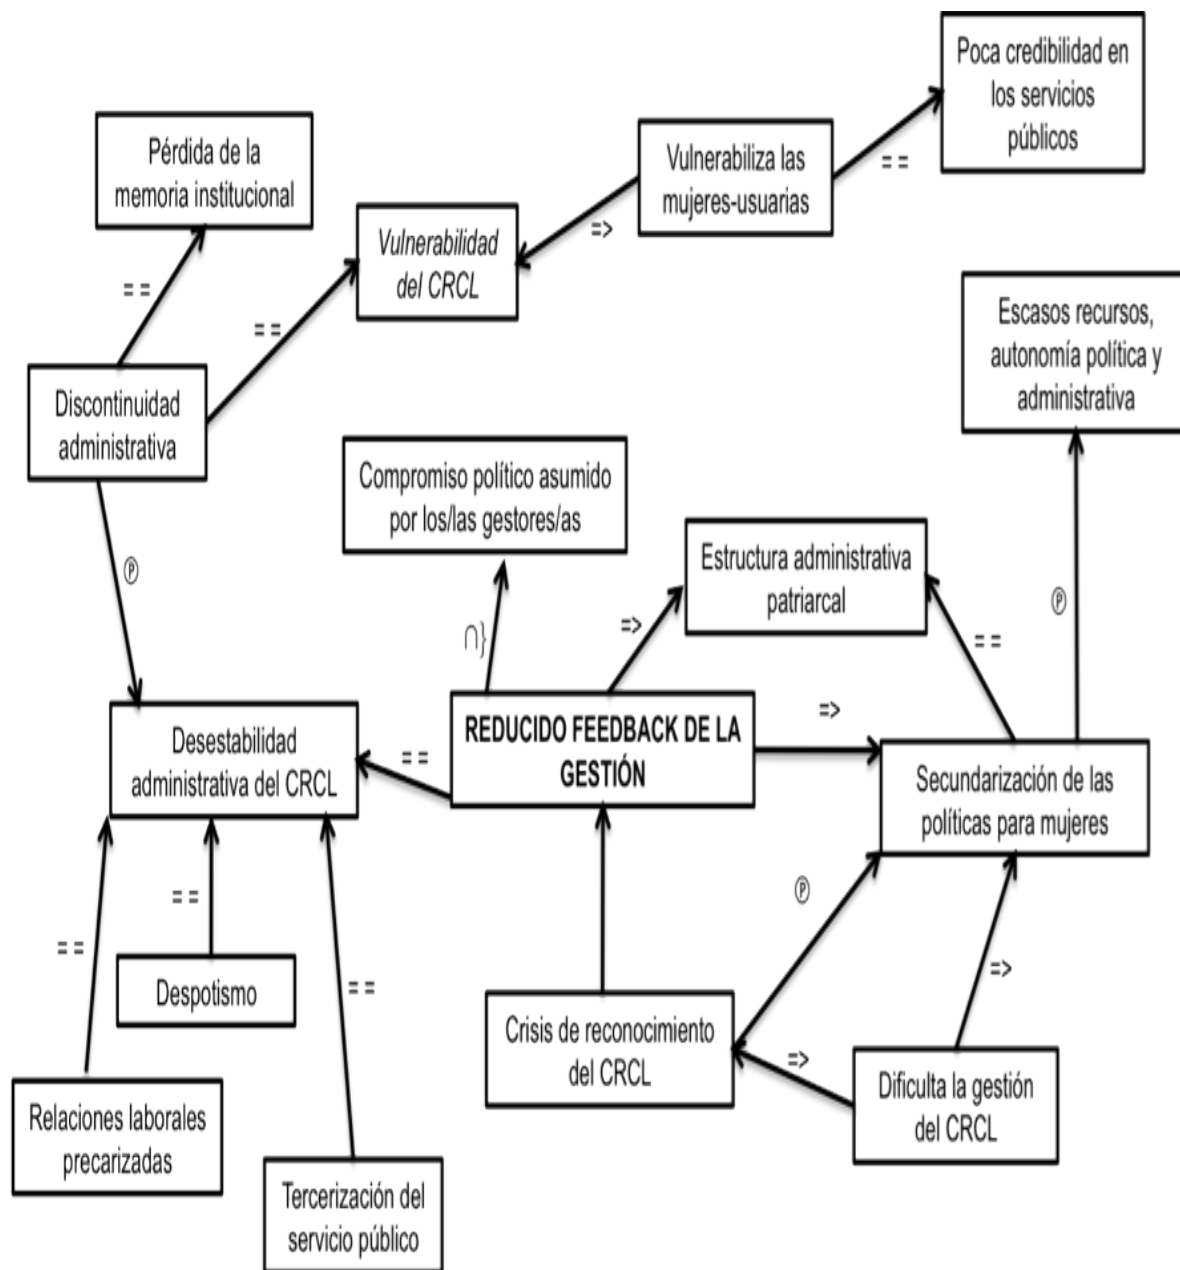 Poca credibilidad en
los servicios
públicos
Pérdida de la
memoria institucional
Vulnerabiliza las
mujeres-usuarias
= =
Vulnerabilidad
del CRCL
=>
= =
= =
Escasos recursos,
autonomía política y
administrativa
Discontinuidad
administrativa
Compromiso político asumido
por los/las gestores/as
Estructura administrativa
patriarcal
Ⓟ
Ⓟ
∩}
=>
= =
REDUCIDO FEEDBACK DE LA
GESTIÓN
=>
Desestabilidad
administrativa del CRCL
= =
Secundarización de las
políticas para mujeres
Ⓟ
= =
= =
= =
=>
Despotismo
Crisis de reconocimiento
del CRCL
=>
Dificulta la gestión
del CRCL
Relaciones laborales
precarizadas
Tercerización del
servicio público